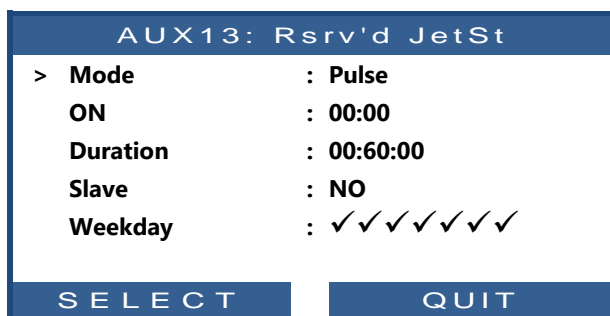 AUX13: Rsrv'd JetSt
> Mode : Pulse
ON : 00:00
Duration : 00:60:00
Slave : NO
Weekday : ✓✓✓✓✓✓✓
SELECT QUIT